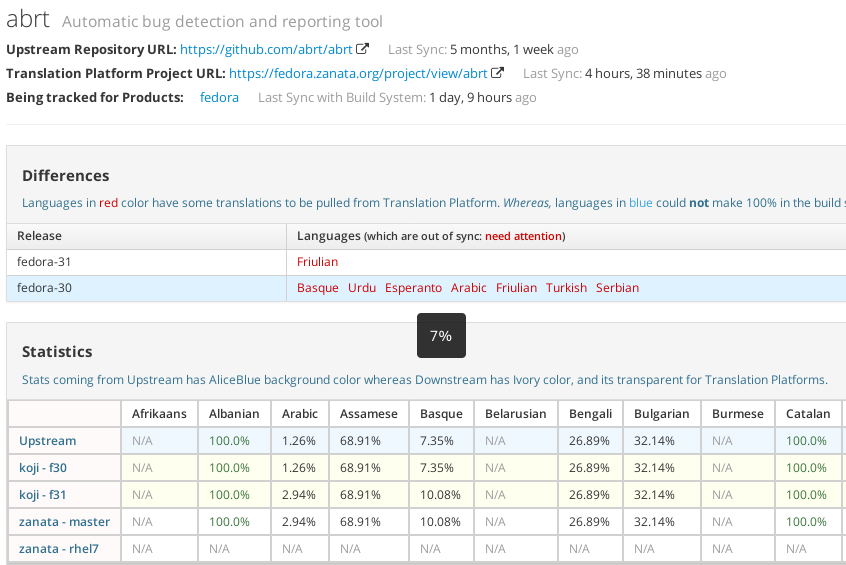 abrt Automatic bug detection and reporting tool
Upstream Repository URL: https://github.com/abrt/abrt Last Sync: 5 months, 1 week ago
Translation Platform Project URL: https://fedora.zanata.org/project/view/abrt Last Sync: 4 hours, 38 minutes ago
Being tracked for Products: fedora Last Sync with Build System: 1 day, 9 hours ago
Differences
Languages in red color have some translations to be pulled from Translation Platform. Whereas, languages in blue could not make 100% in the build
Release Languages (which are out of sync: need attention)
fedora-31 Friulian
fedora-30 Basque Urdu Esperanto Arabic Friulian Turkish Serbian
7%
Statistics
Stats coming from Upstream has AliceBlue background color whereas Downstream has Ivory color, and its transparent for Translation Platforms.
Afrikaans Albanian Arabic Assamese Basque Belarusian Bengali Bulgarian Burmese Catalan
Upstream N/A 100.0% 1.26% 68.91% 7.35% N/A 26.89% 32.14% N/A 100.0%
koji - f30 N/A 100.0% 1.26% 68.91% 7.35% N/A 26.89% 32.14% N/A 100.0%
koji - f31 N/A 100.0% 2.94% 68.91% 10.08% N/A 26.89% 32.14% N/A 100.0%
zanata - master N/A 100.0% 2.94% 68.91% 10.08% N/A 26.89% 32.14% N/A 100.0%
zanata - rhel7 N/A N/A N/A N/A N/A N/A N/A N/A N/A N/A